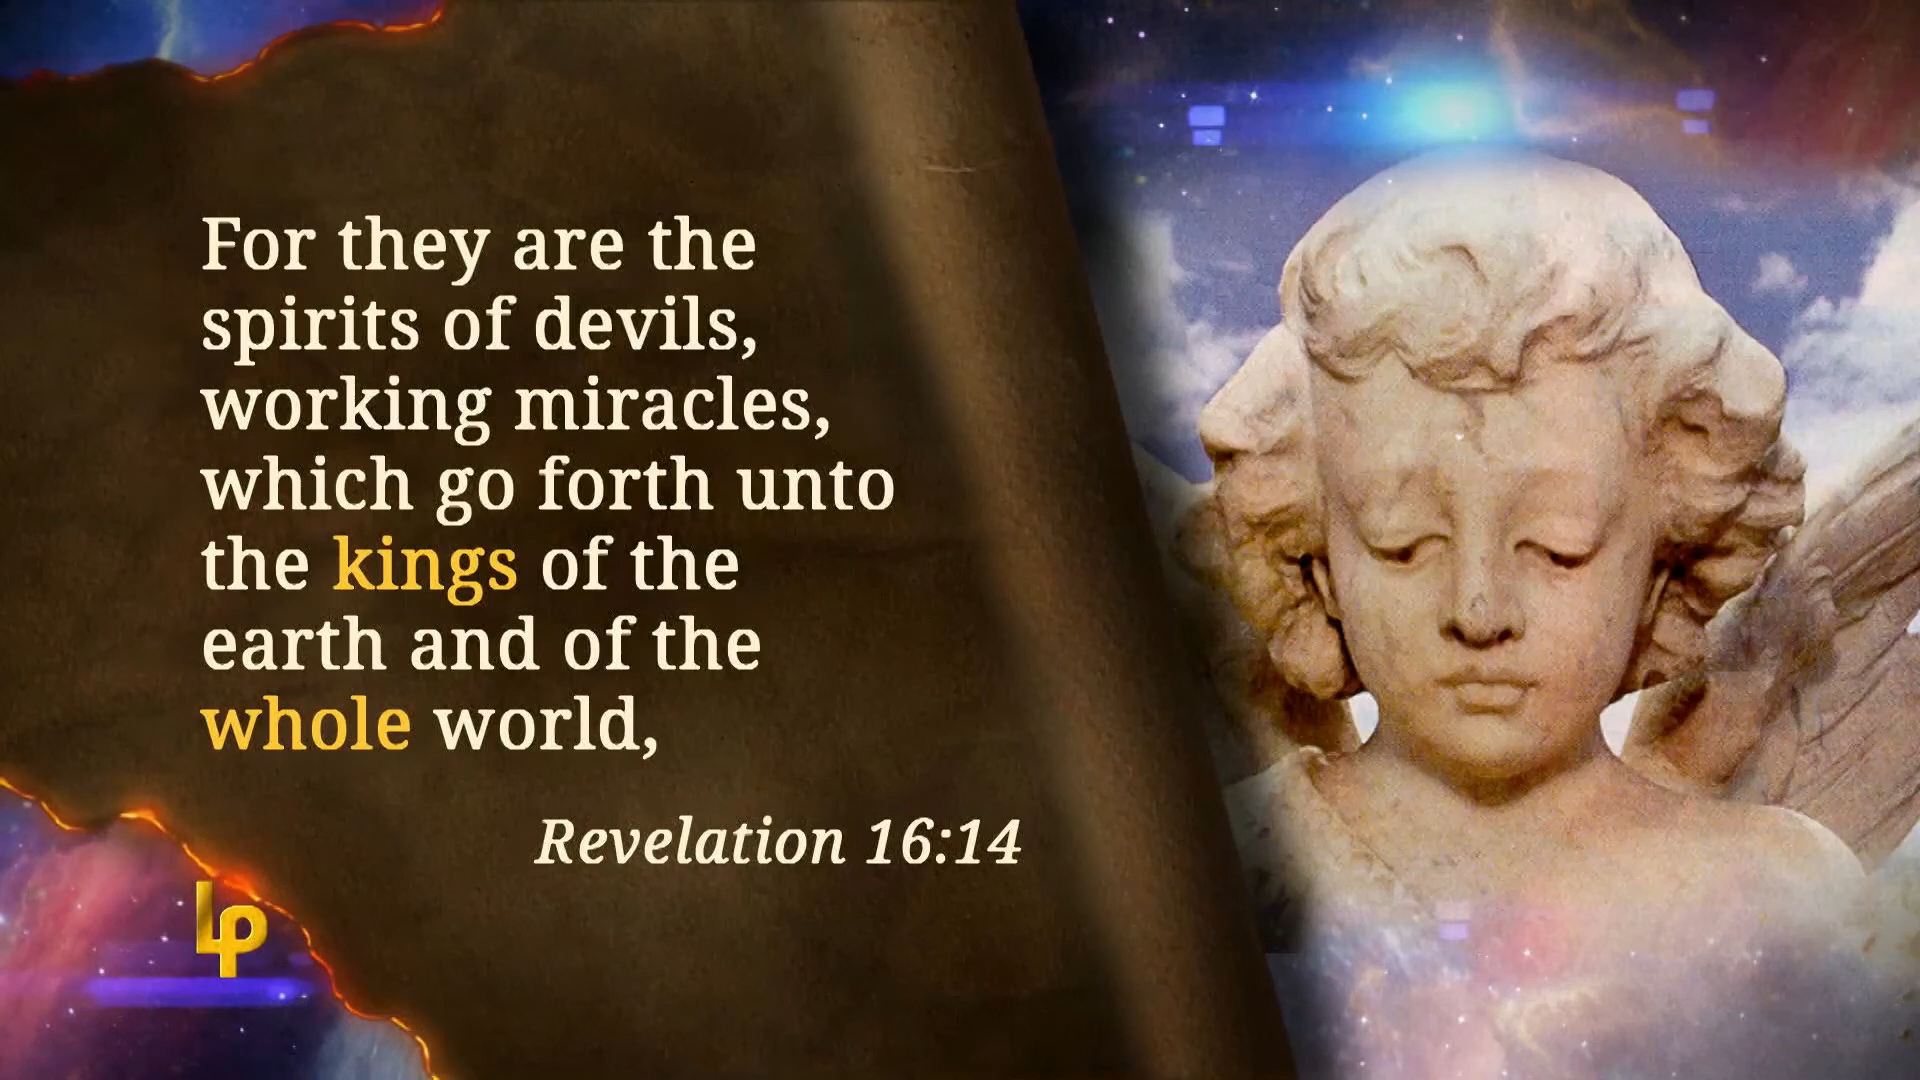 For they are the
spirits of devils,
working miracles,
which go forth unto
the kings of the
earth and of the
whole world,
Revelation 16:14
LP